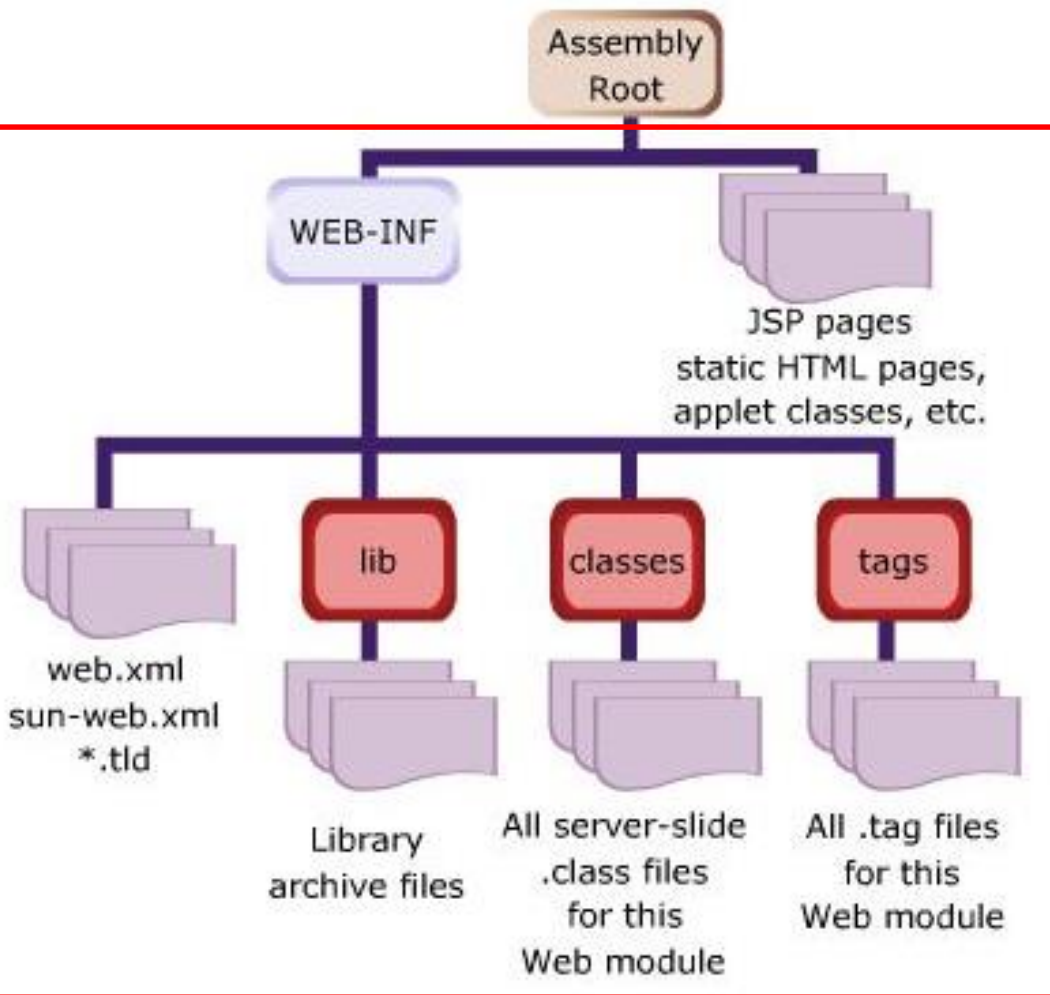 Assembly
Root
WEB-INF
JSP pages
static HTML pages,
applet classes, etc.
lib
classes
tags
web.xml
sun-web.xml
*.tld
Library
archive files
All server-slide
.class files
for this
Web module
All .tag files
for this
Web module